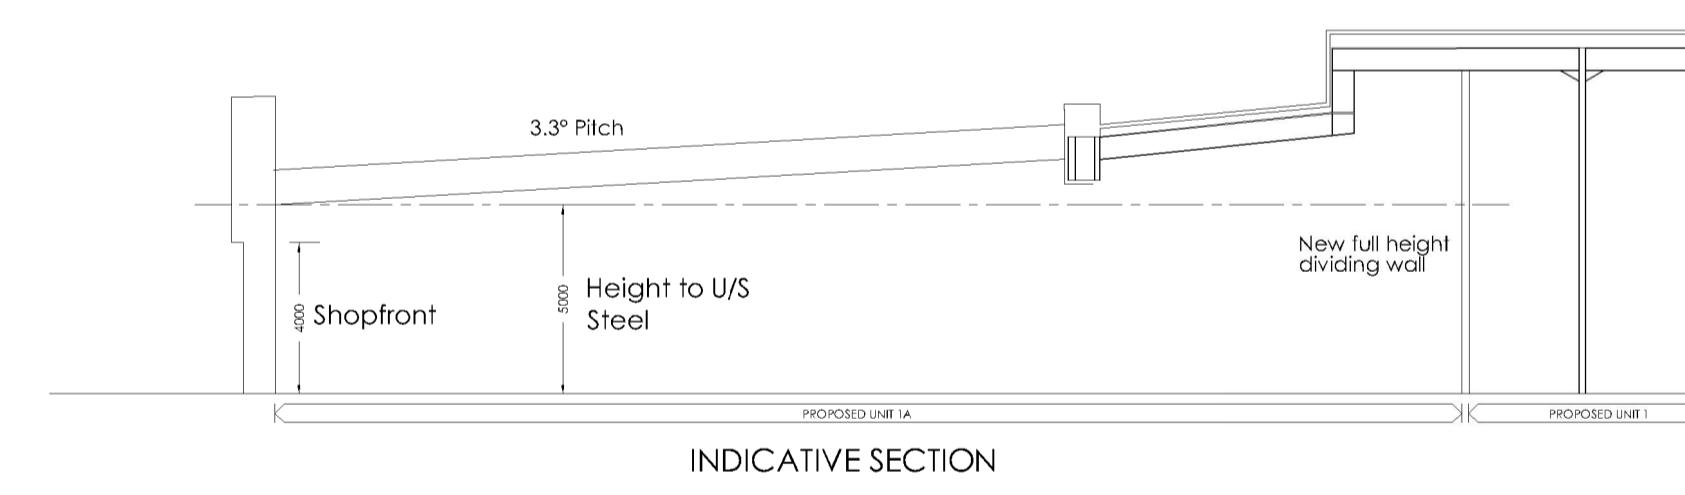 3.3° Pitch
New full height
dividing wall
4000
Shopfront
5000
Height to U/S
Steel
PROPOSED UNIT 1A
PROPOSED UNIT 1
INDICATIVE SECTION